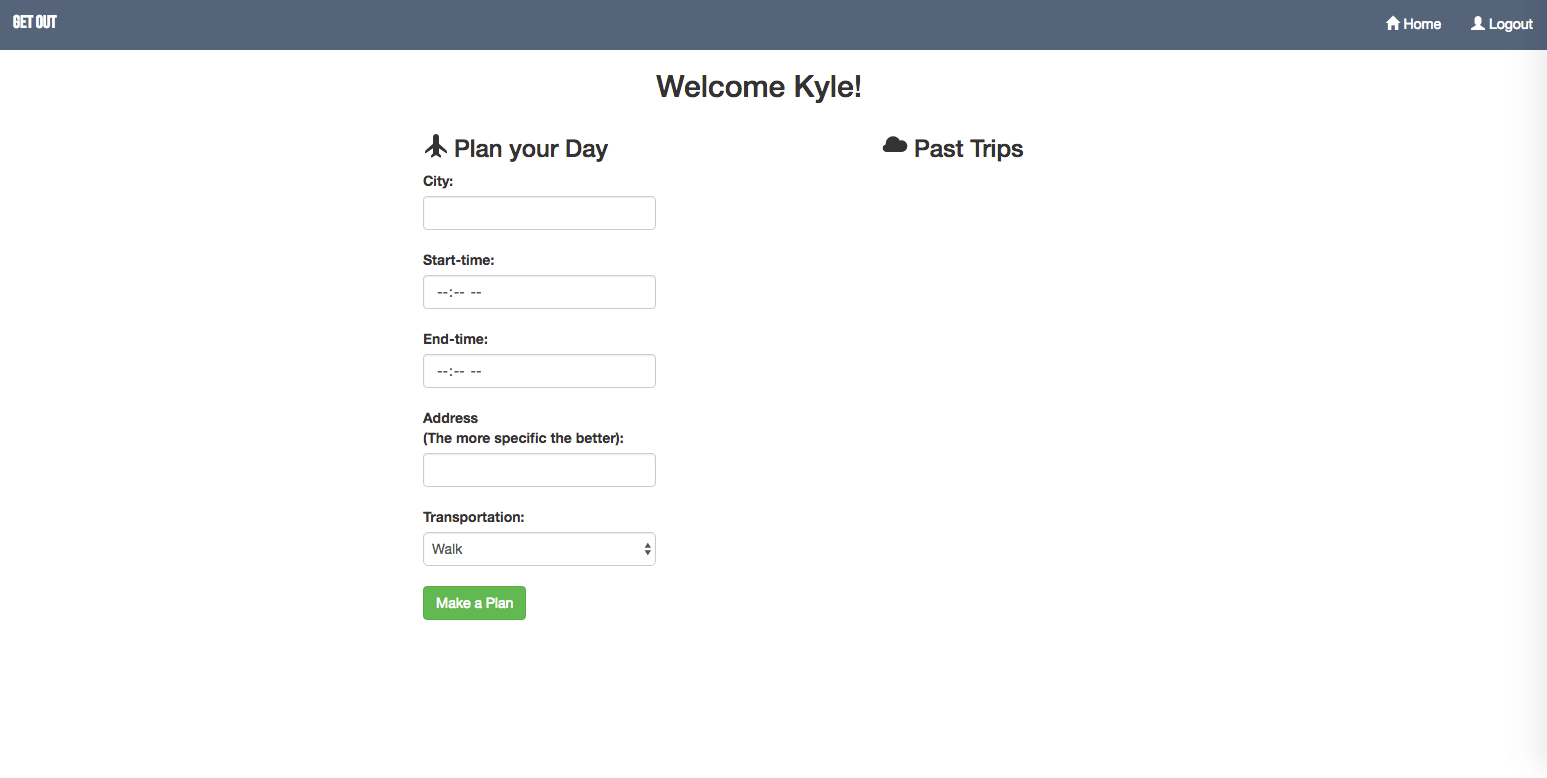 GET OUT
Home
Logout
Welcome Kyle!
Plan your Day
City:
Start-time:
--:-- --
End-time:
--:-- --
Address
(The more specific the better):
Transportation:
Walk
Make a Plan
Past Trips